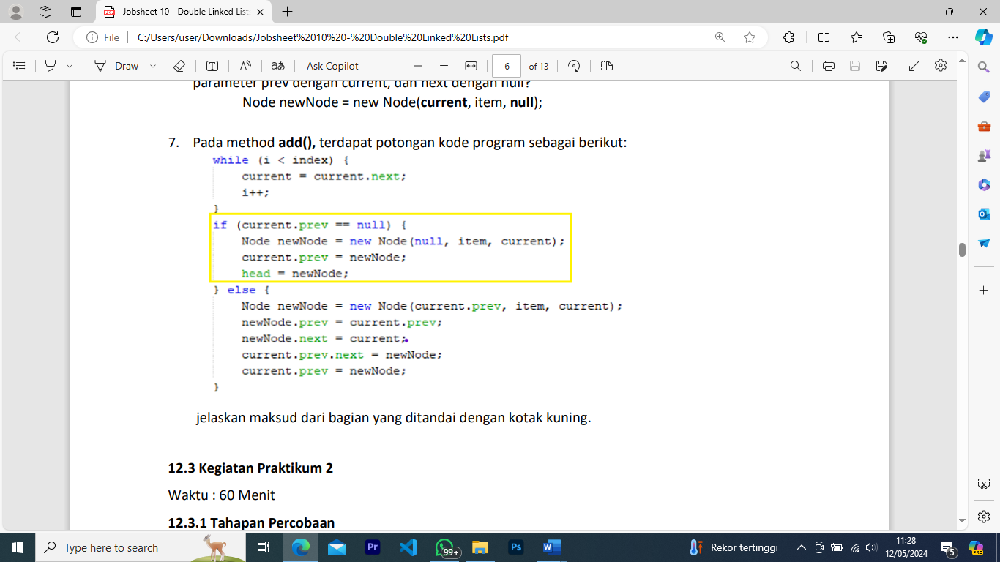 Jobsheet 10 - Double Linked List
File
C:/Users/user/Downloads/Jobsheet%2010%20-%20Double%20Linked%20Lists.pdf
Draw
aあ
Ask Copilot
6
of 13
parameter prev dengan current, dan next dengan null?
Node newNode = new Node(current, item, null);
7. Pada method add(), terdapat potongan kode program sebagai berikut:
while (i < index) {
current = current.next;
i++;
}
if (current.prev == null) {
Node newNode = new Node(null, item, current);
current.prev = newNode;
head = newNode;
} else {
Node newNode = new Node(current.prev, item, current);
newNode.prev = current.prev;
newNode.next = current;
current.prev.next = newNode;
current.prev = newNode;
}
jelaskan maksud dari bagian yang ditandai dengan kotak kuning.
12.3 Kegiatan Praktikum 2
Waktu : 60 Menit
12.3.1 Tahapan Percobaan
Type here to search
Pr
99+
Ps
W
Rekor tertinggi
11:28
12/05/2024
5
PRE